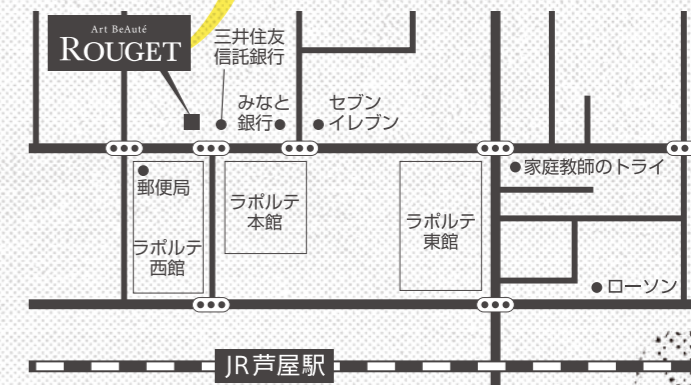 Art BeAuté
ROUGET
三井住友
信託銀行
みなと
銀行
セブン
イレブン
郵便局
ラポルテ
西館
ラポルテ
本館
ラポルテ
東館
家庭教師のトライ
ローソン
JR芦屋駅